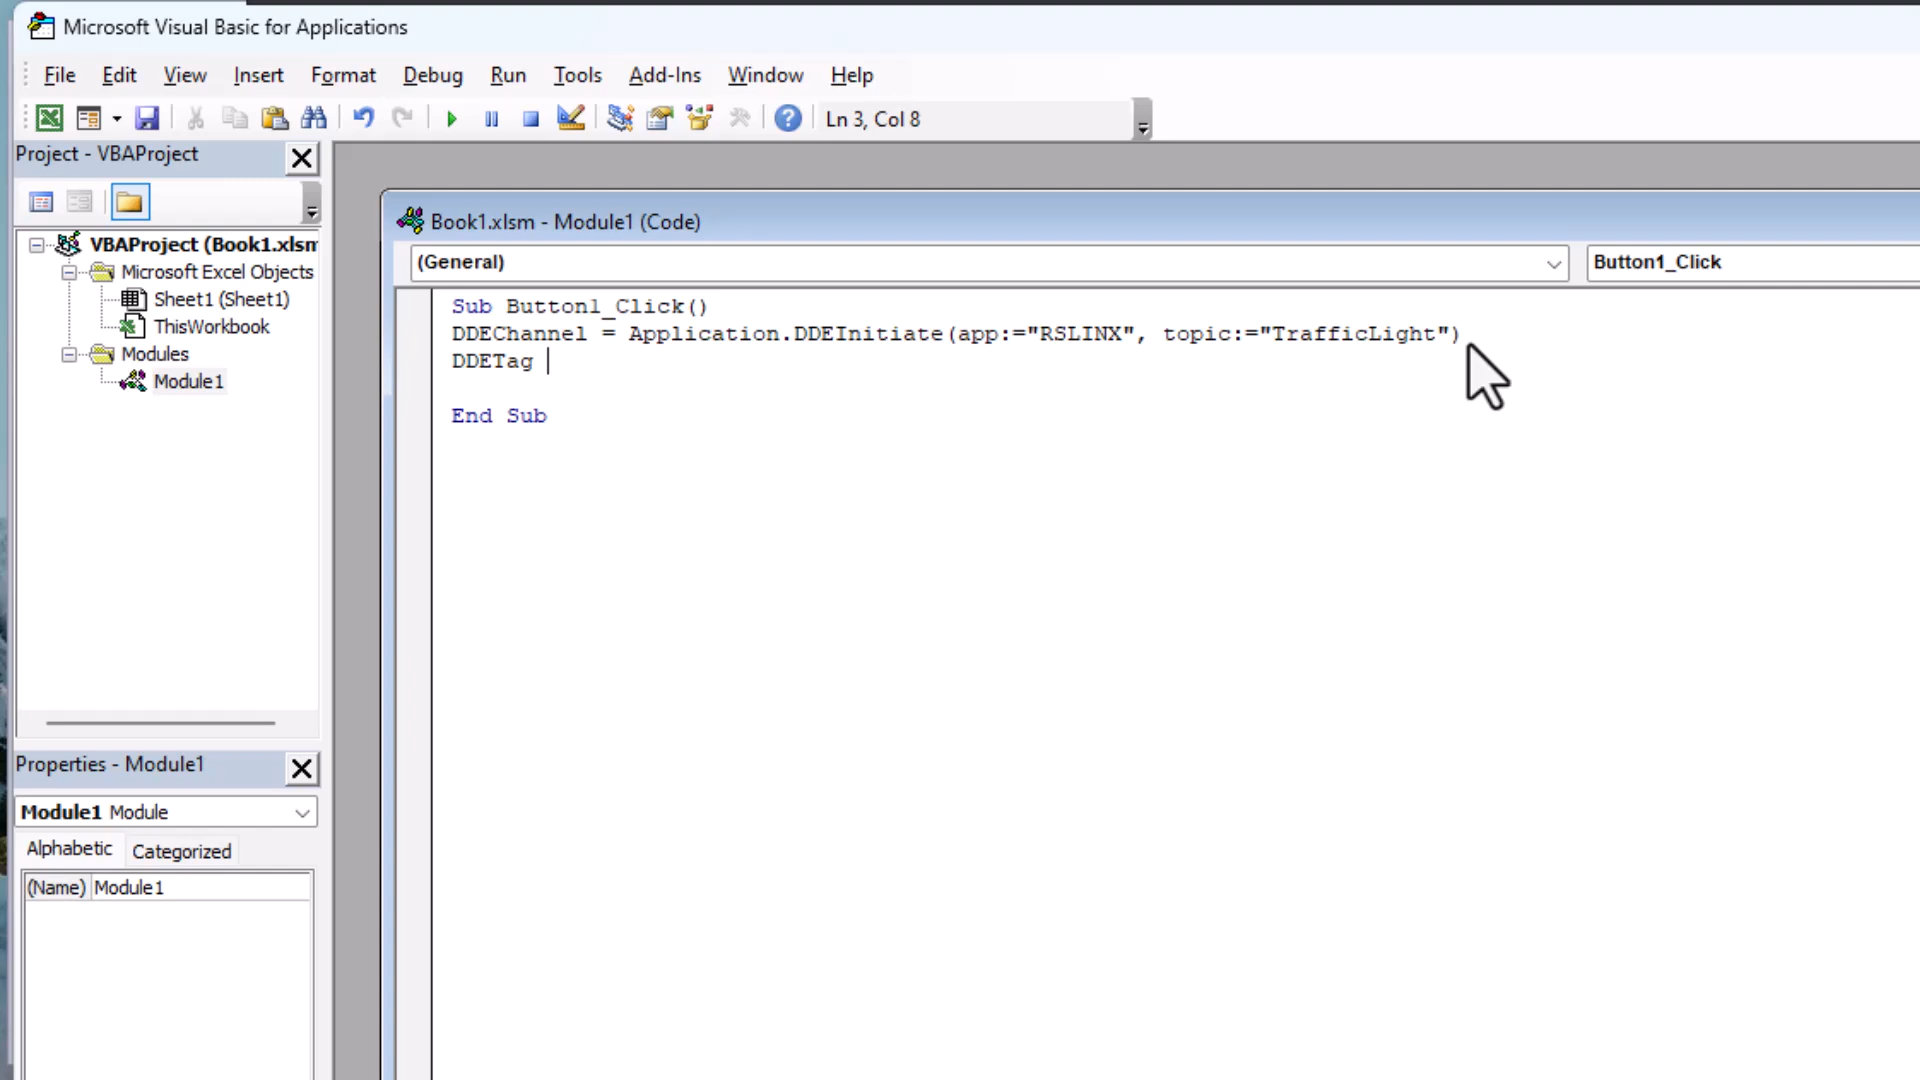 Microsoft Visual Basic for Applications
File Edit View Insert Format Debug Run Tools Add-Ins Window Help
Ln 3, Col 8
Project - VBAProject
VBAProject (Book1.xlsm
Microsoft Excel Objects
Sheet1 (Sheet1)
ThisWorkbook
Modules
Module1
Properties - Module1
Module1 Module
Alphabetic Categorized
(Name) Module1
Book1.xlsm - Module1 (Code)
(General) Button1_Click
Sub Button1_Click()
DDEChannel = Application.DDEInitiate(app:="RSLINX", topic:="TrafficLight")
DDETag
End Sub